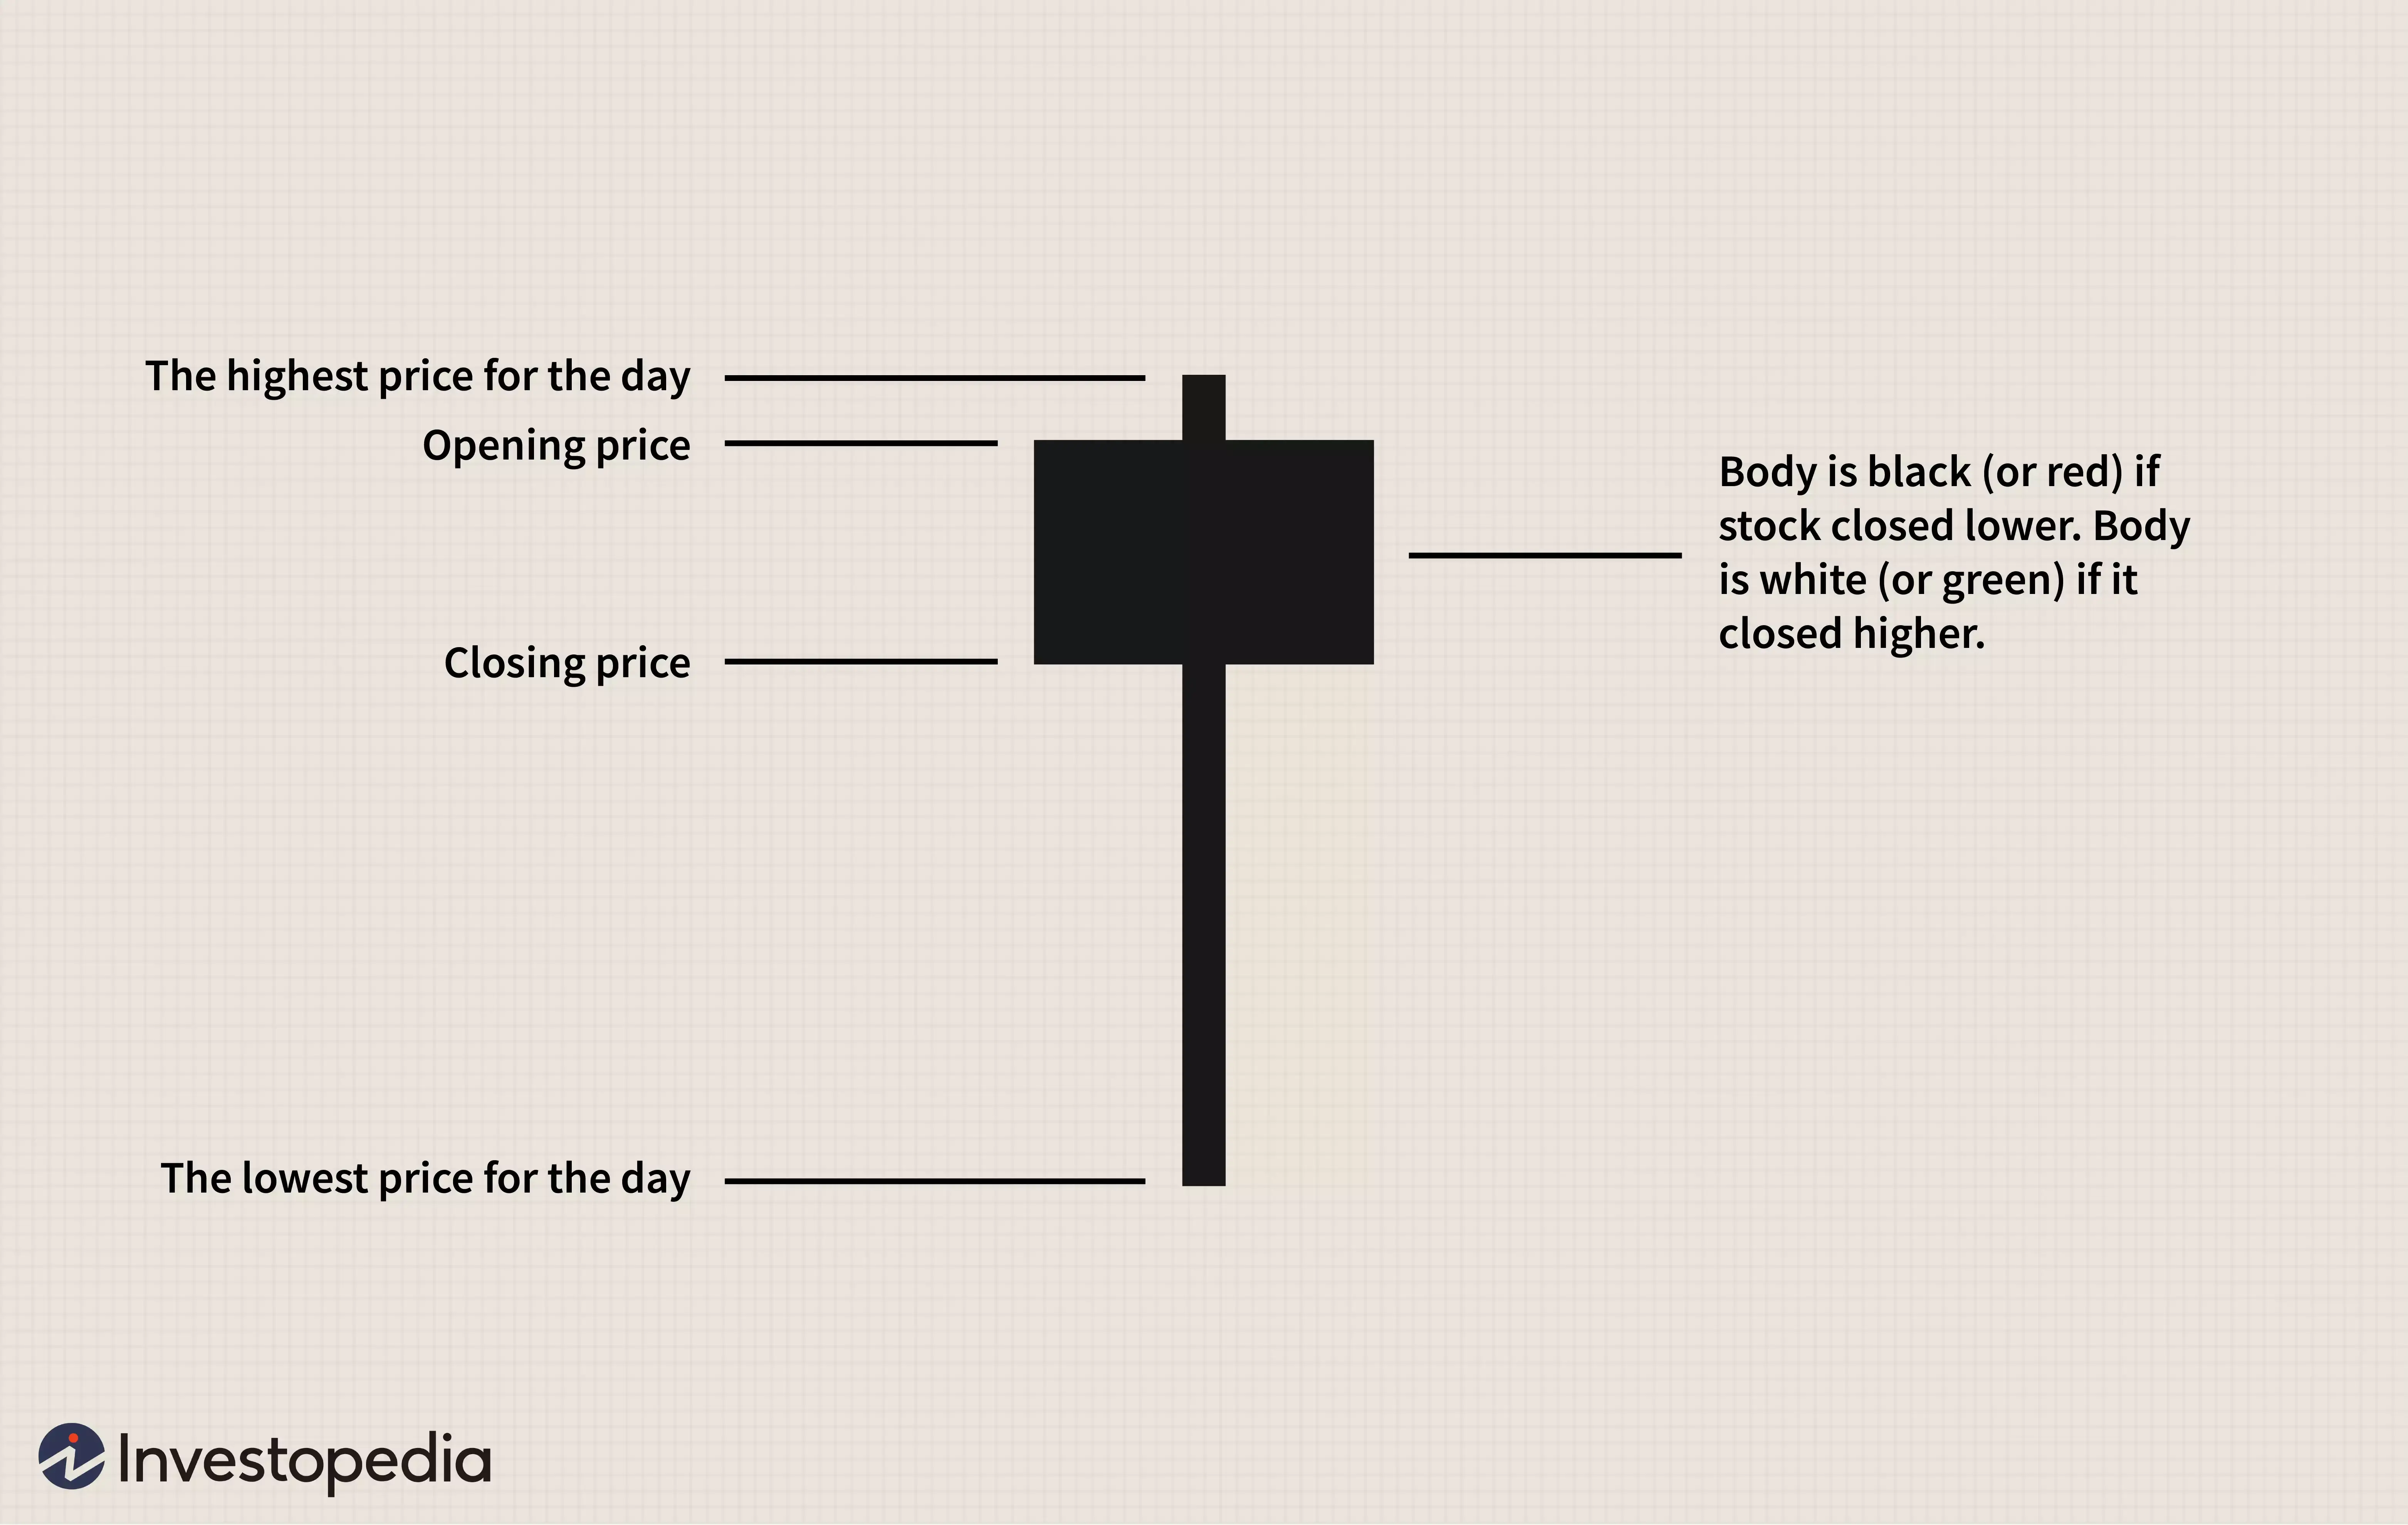 The highest price for the day
Opening price
Closing price
The lowest price for the day
Body is black (or red) if
stock closed lower. Body
is white (or green) if it
closed higher.
Investopedia